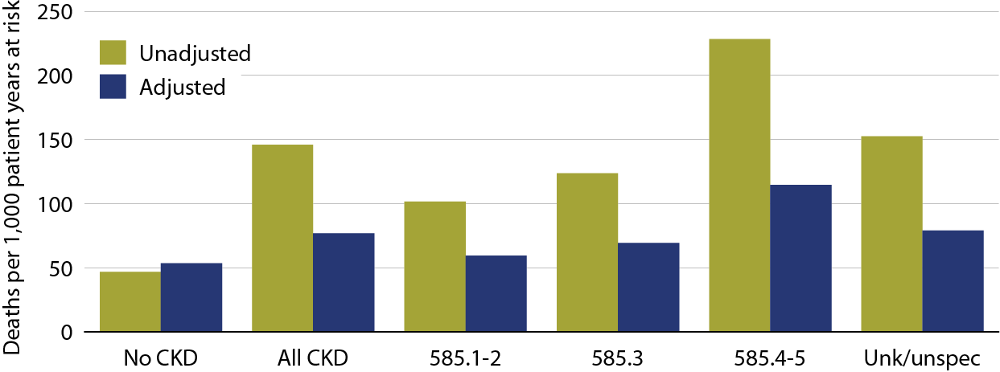 Deaths per 1,000 patient years at risk
250
200
150
100
50
0
Unadjusted
Adjusted
No CKD
All CKD
585.1-2
585.3
585.4-5
Unk/unspec